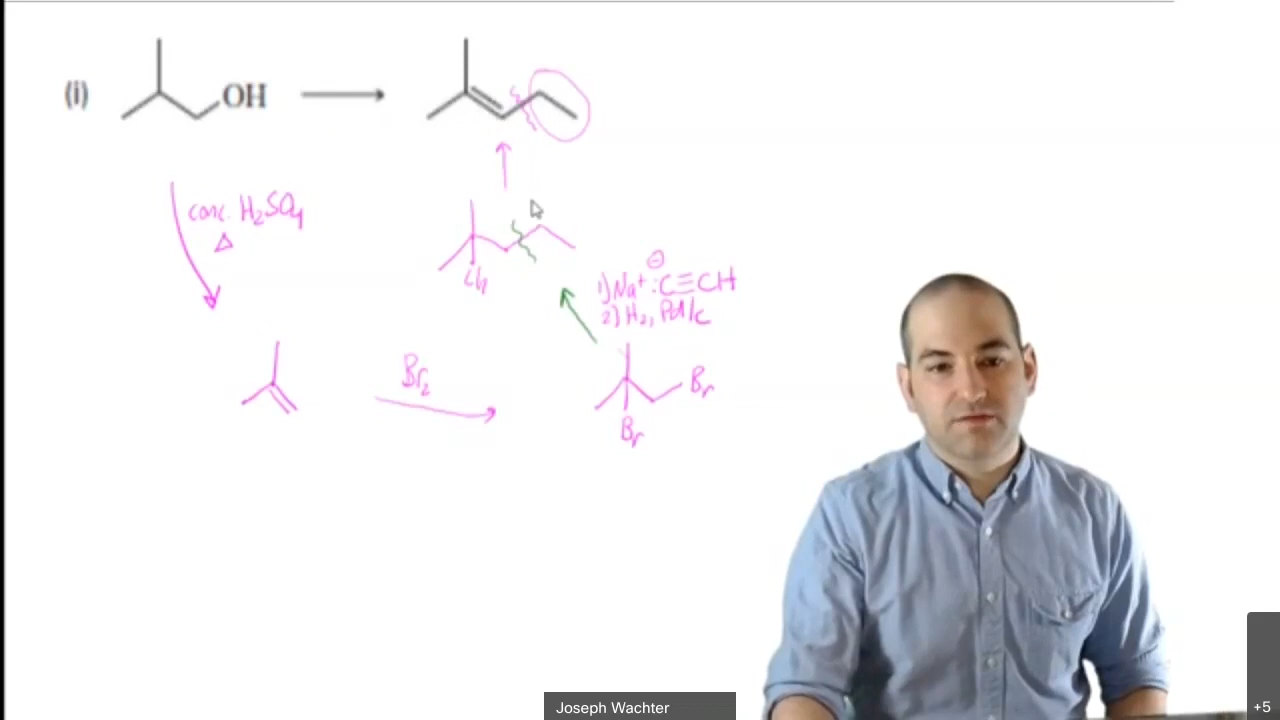 (i)
OH
conc. H2SO4
Δ
1) Na+ :C≡CH
⊖
2) H2, Pd/c
Br2
Br
Br
Joseph Wachter
+5